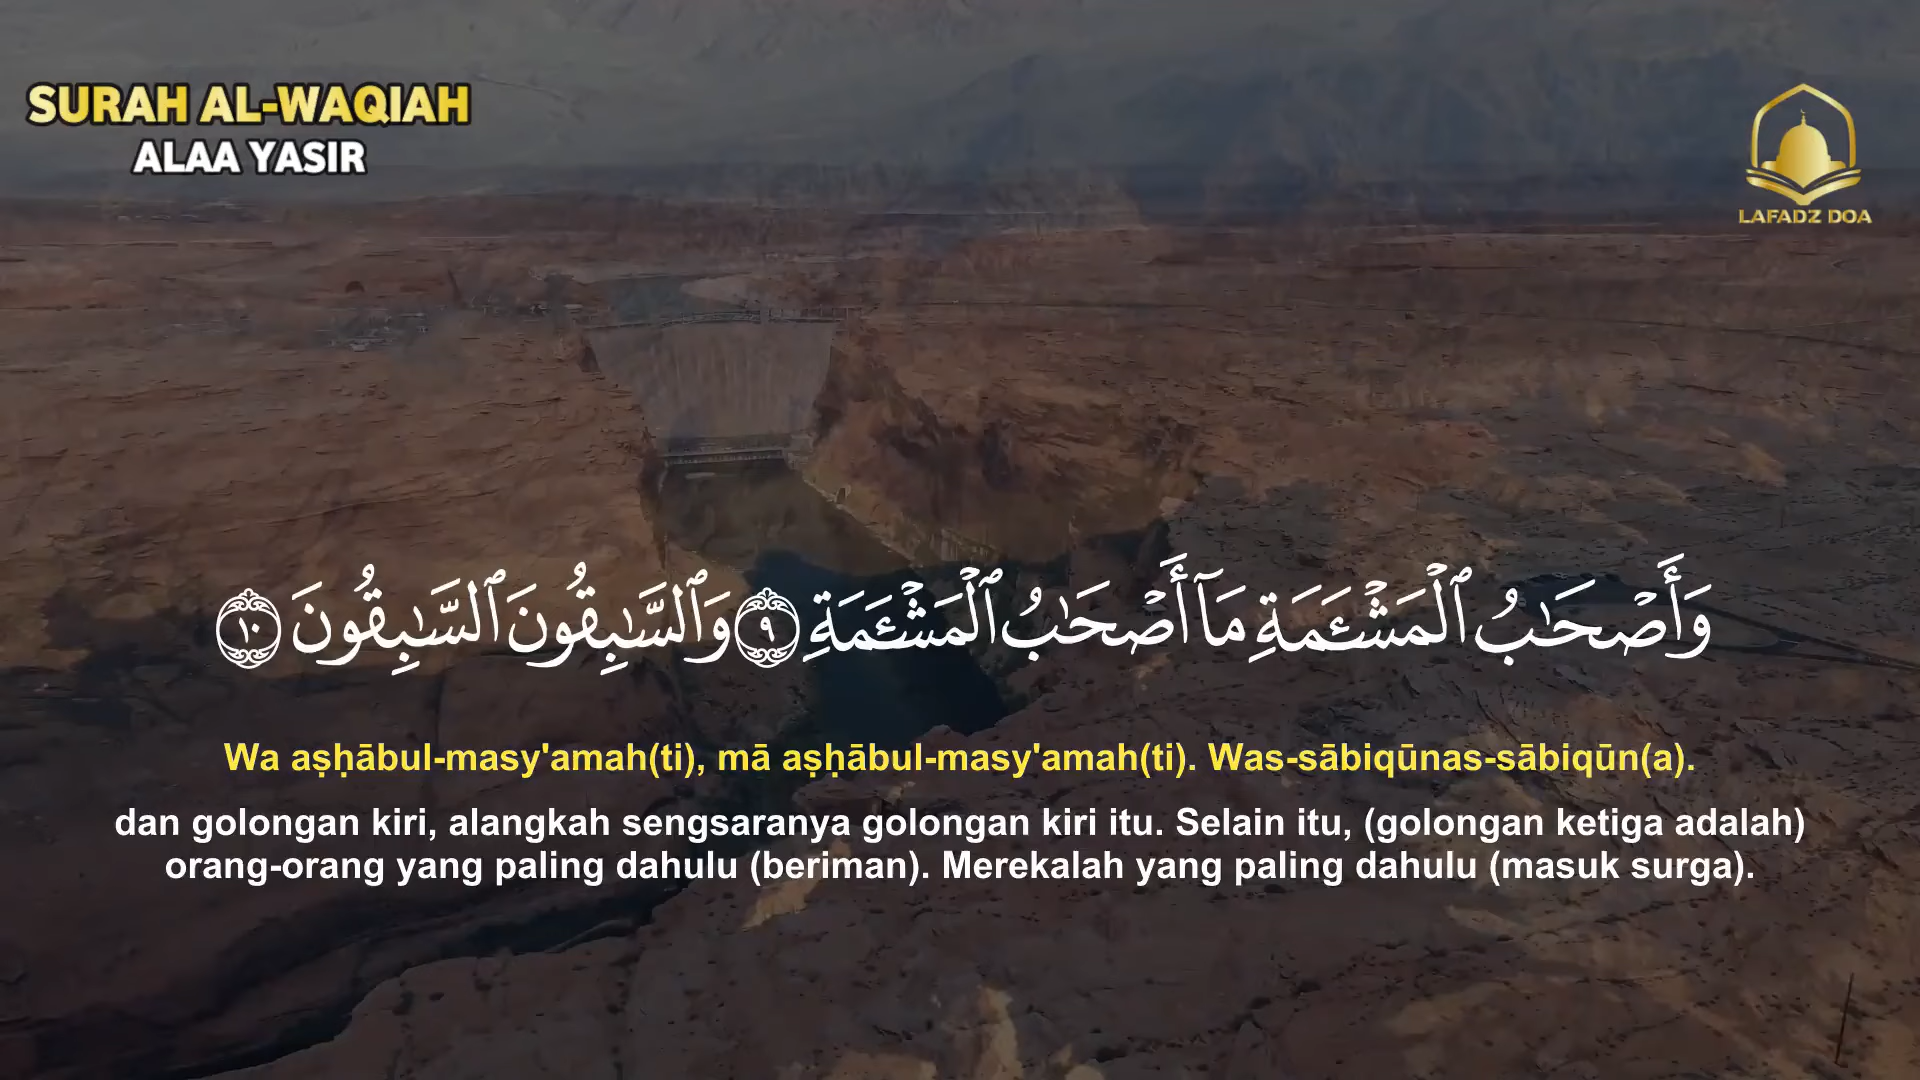 SURAH AL-WAQIAH
ALAA YASIR
LAFADZ DOA
وَأَصْحَـٰبُ ٱلْمَشْـَٔمَةِ مَآ أَصْحَـٰبُ ٱلْمَشْـَٔمَةِ ٩ وَٱلسَّـٰبِقُونَ ٱلسَّـٰبِقُونَ ١٠
Wa aṣḥābul-masy'amah(ti), mā aṣḥābul-masy'amah(ti). Was-sābiqūnas-sābiqūn(a).
dan golongan kiri, alangkah sengsaranya golongan kiri itu. Selain itu, (golongan ketiga adalah)
orang-orang yang paling dahulu (beriman). Merekalah yang paling dahulu (masuk surga).